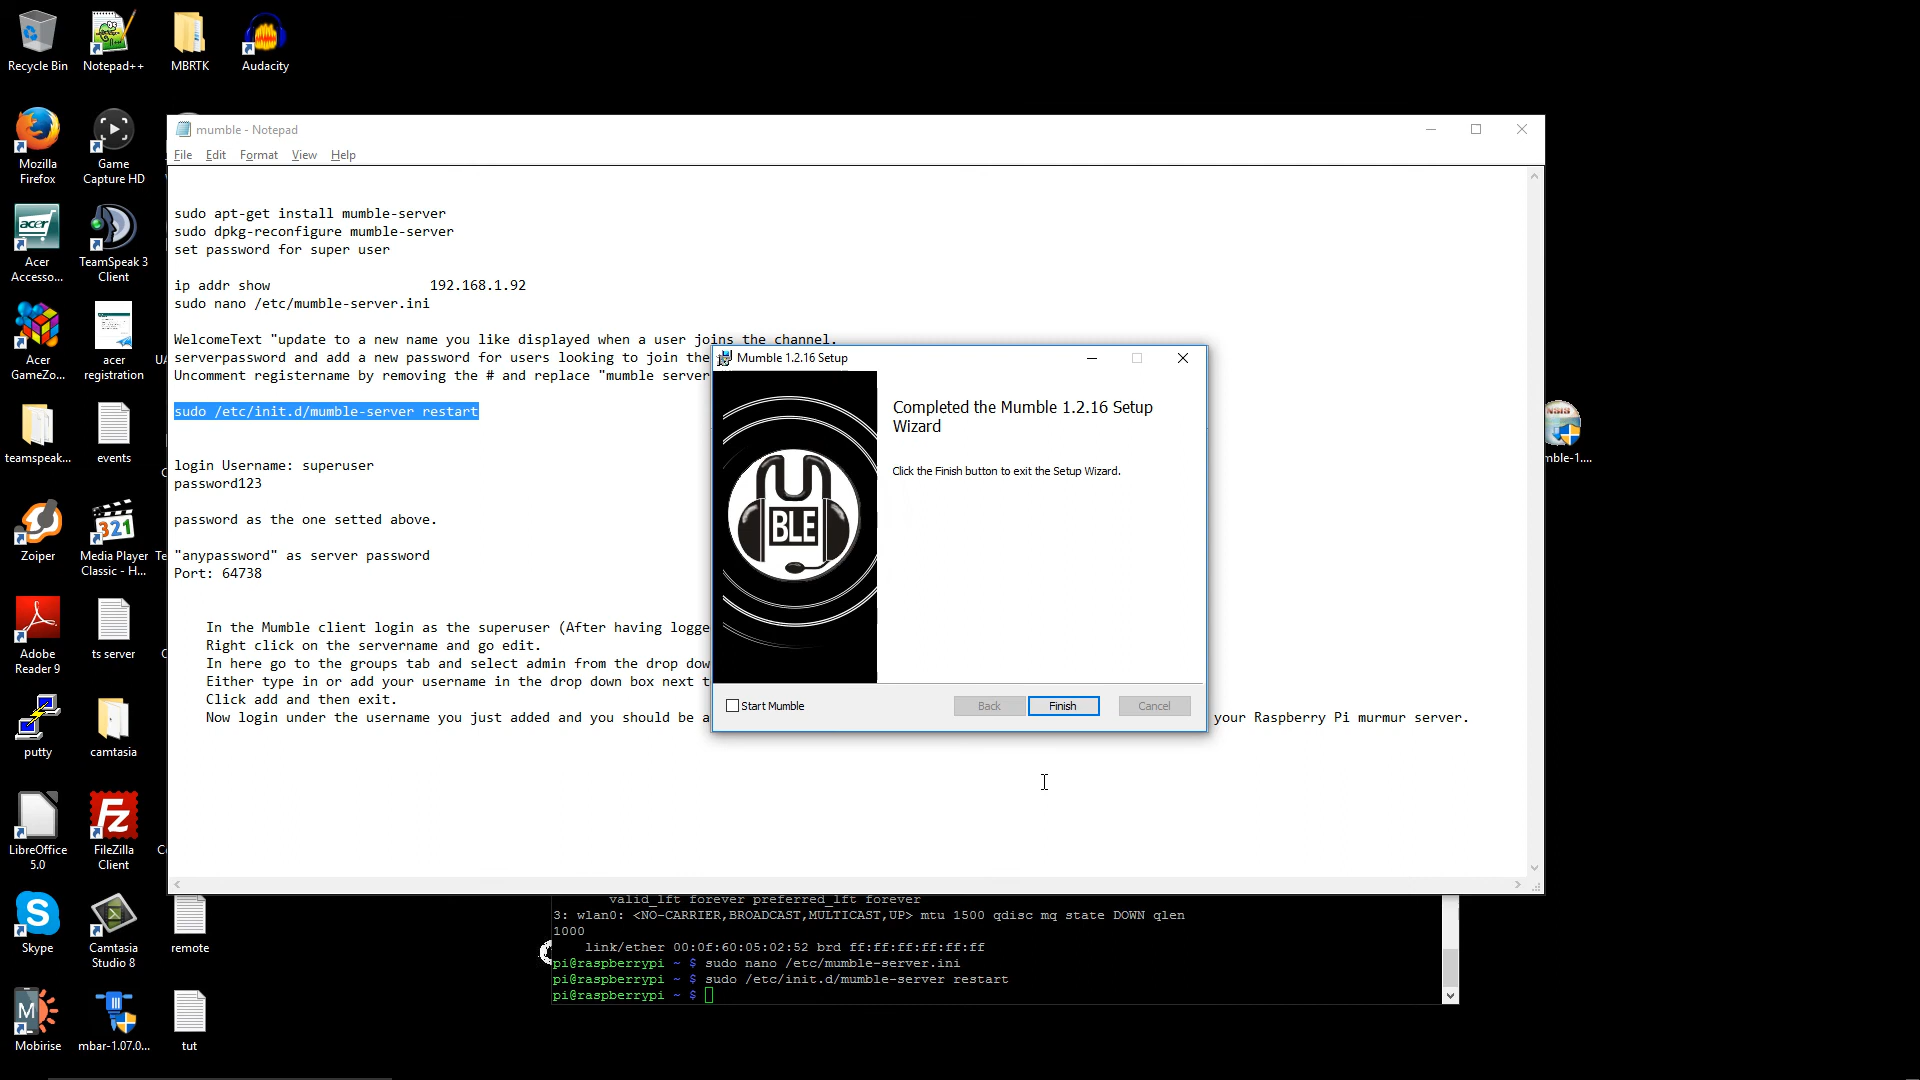 Recycle Bin
Notepad++
MBRTK
Audacity
Mozilla
Firefox
Game
Capture HD
acer
Acer
Accesso...
TeamSpeak 3
Client
Acer
GameZo...
acer
registration
teamspeak...
events
Zoiper
321
Media Player
Classic - H...
Adobe
Reader 9
ts server
putty
camtasia
LibreOffice
5.0
FileZilla
Client
Skype
Camtasia
Studio 8
remote
Mobirise
mbar-1.07.0...
tut
mble-1....
mumble - Notepad
File Edit Format View Help
sudo apt-get install mumble-server
sudo dpkg-reconfigure mumble-server
set password for super user
ip addr show 192.168.1.92
sudo nano /etc/mumble-server.ini
WelcomeText "update to a new name you like displayed when a user joins the channel.
serverpassword and add a new password for users looking to join the
Uncomment registername by removing the # and replace "mumble server
sudo /etc/init.d/mumble-server restart
login Username: superuser
password123
password as the one setted above.
"anypassword" as server password
Port: 64738
In the Mumble client login as the superuser (After having logge
Right click on the servername and go edit.
In here go to the groups tab and select admin from the drop dow
Either type in or add your username in the drop down box next t
Click add and then exit.
Now login under the username you just added and you should be a your Raspberry Pi murmur server.
Mumble 1.2.16 Setup
BLE
Completed the Mumble 1.2.16 Setup
Wizard
Click the Finish button to exit the Setup Wizard.
Start Mumble
Back
Finish
Cancel
valid_lft forever preferred_lft forever
3: wlan0: <NO-CARRIER,BROADCAST,MULTICAST,UP> mtu 1500 qdisc mq state DOWN qlen
1000
link/ether 00:0f:60:05:02:52 brd ff:ff:ff:ff:ff:ff
pi@raspberrypi ~ $ sudo nano /etc/mumble-server.ini
pi@raspberrypi ~ $ sudo /etc/init.d/mumble-server restart
pi@raspberrypi ~ $